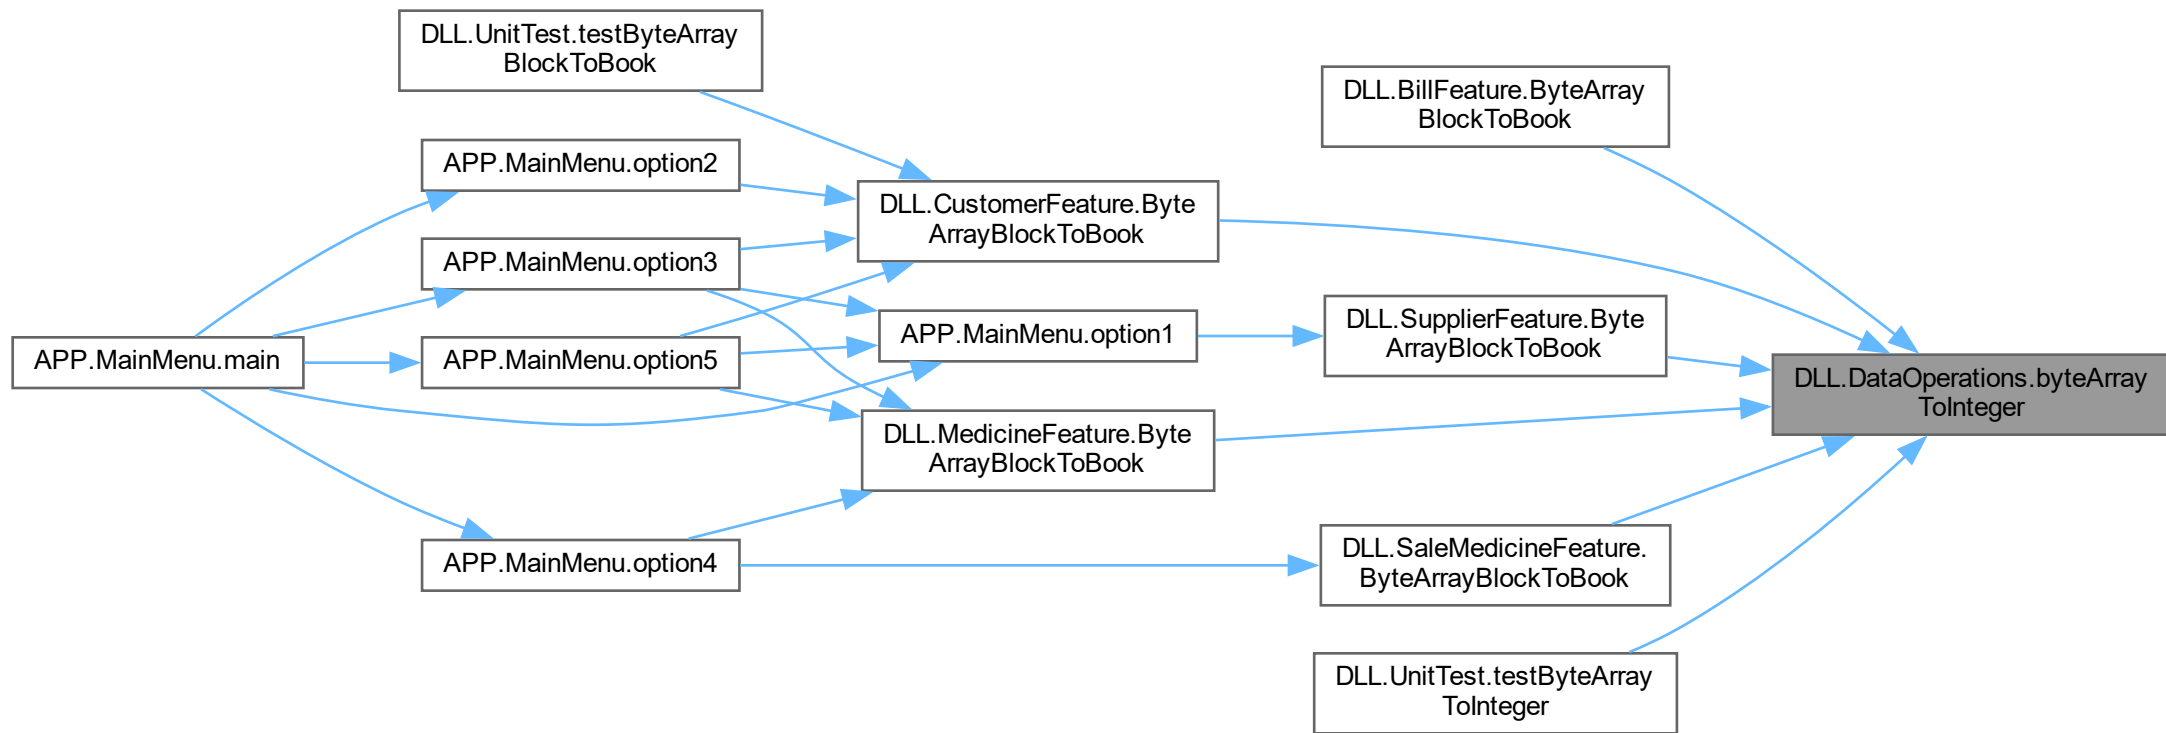 DLL.UnitTest.testByteArray
BlockToBook
APP.MainMenu.option2
APP.MainMenu.option3
APP.MainMenu.main
APP.MainMenu.option5
APP.MainMenu.option4
DLL.CustomerFeature.Byte
ArrayBlockToBook
APP.MainMenu.option1
DLL.MedicineFeature.Byte
ArrayBlockToBook
DLL.BillFeature.ByteArray
BlockToBook
DLL.SupplierFeature.Byte
ArrayBlockToBook
DLL.SaleMedicineFeature.
ByteArrayBlockToBook
DLL.UnitTest.testByteArray
ToInteger
DLL.DataOperations.byteArray
ToInteger